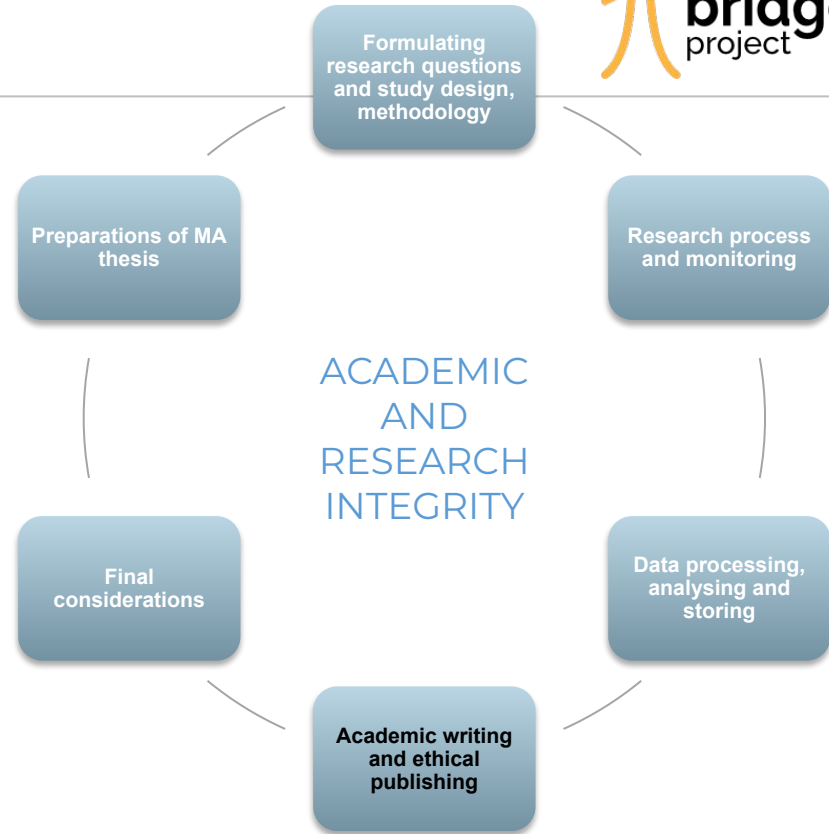 bridge
project
Formulating
research questions
and study design,
methodology
Preparations of MA
thesis
Research process
and monitoring
ACADEMIC
AND
RESEARCH
INTEGRITY
Final
considerations
Data processing,
analysing and
storing
Academic writing
and ethical
publishing